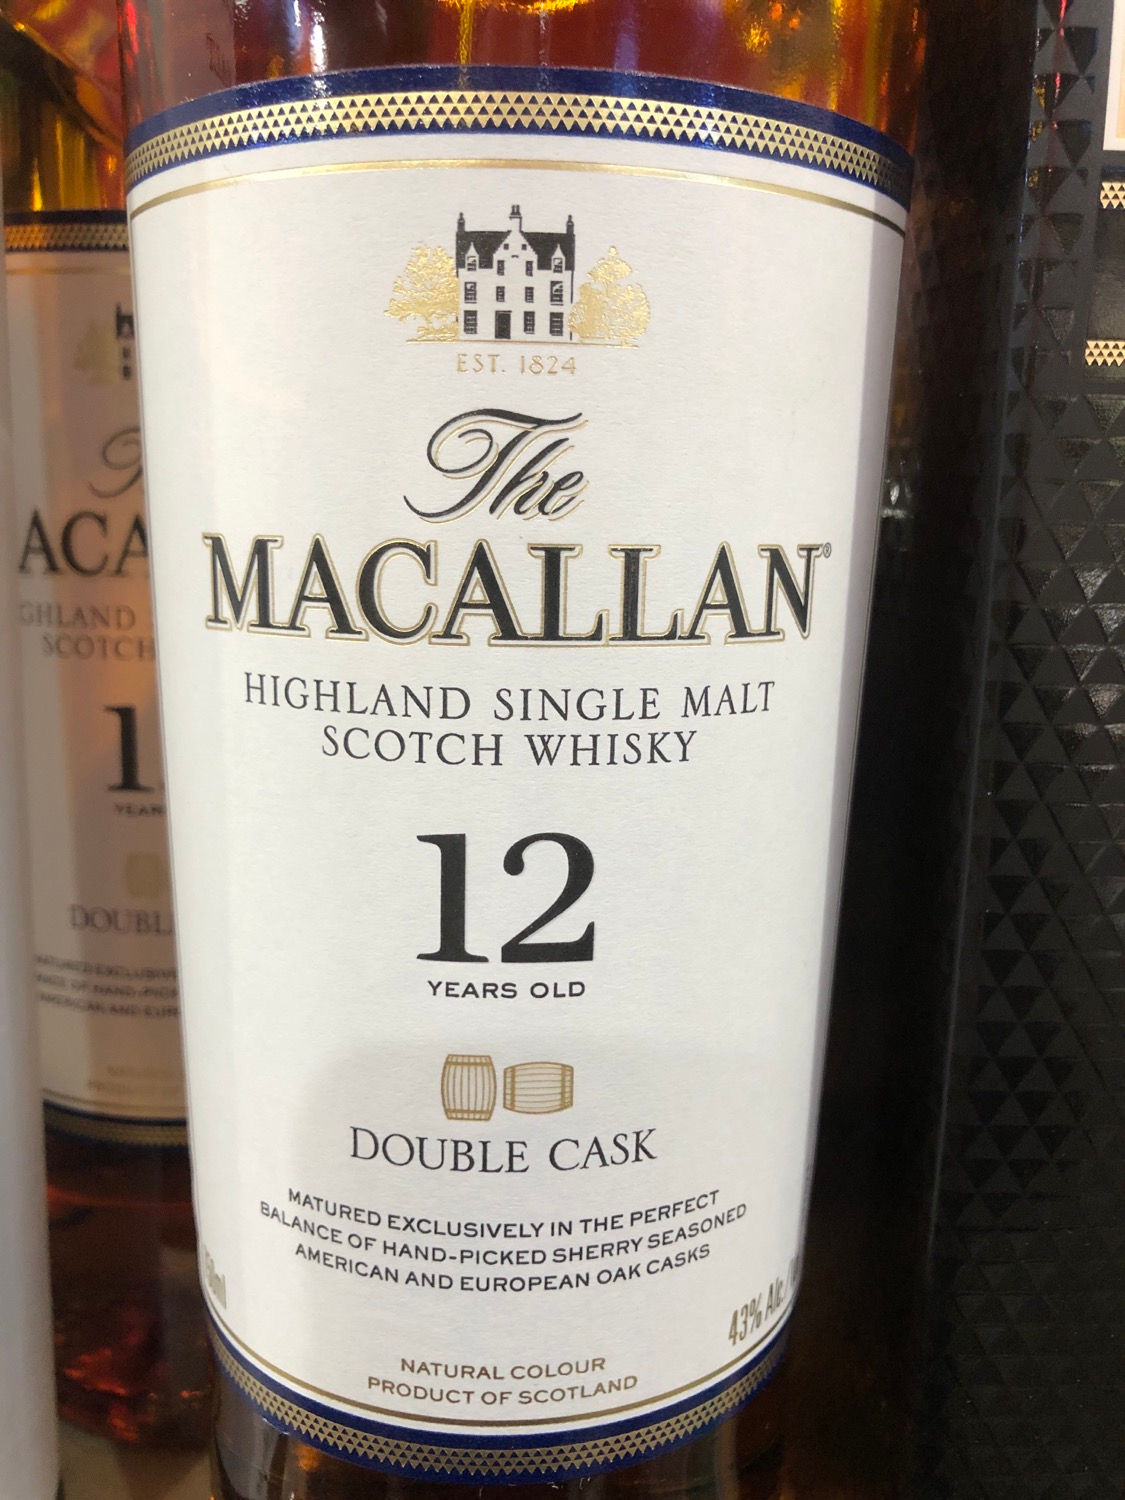 EST. 1824
The
MACALLAN®
HIGHLAND SINGLE MALT
SCOTCH WHISKY
12
YEARS OLD
DOUBLE CASK
MATURED EXCLUSIVELY IN THE PERFECT
BALANCE OF HAND-PICKED SHERRY SEASONED
AMERICAN AND EUROPEAN OAK CASKS
43% Alc./
NATURAL COLOUR
PRODUCT OF SCOTLAND